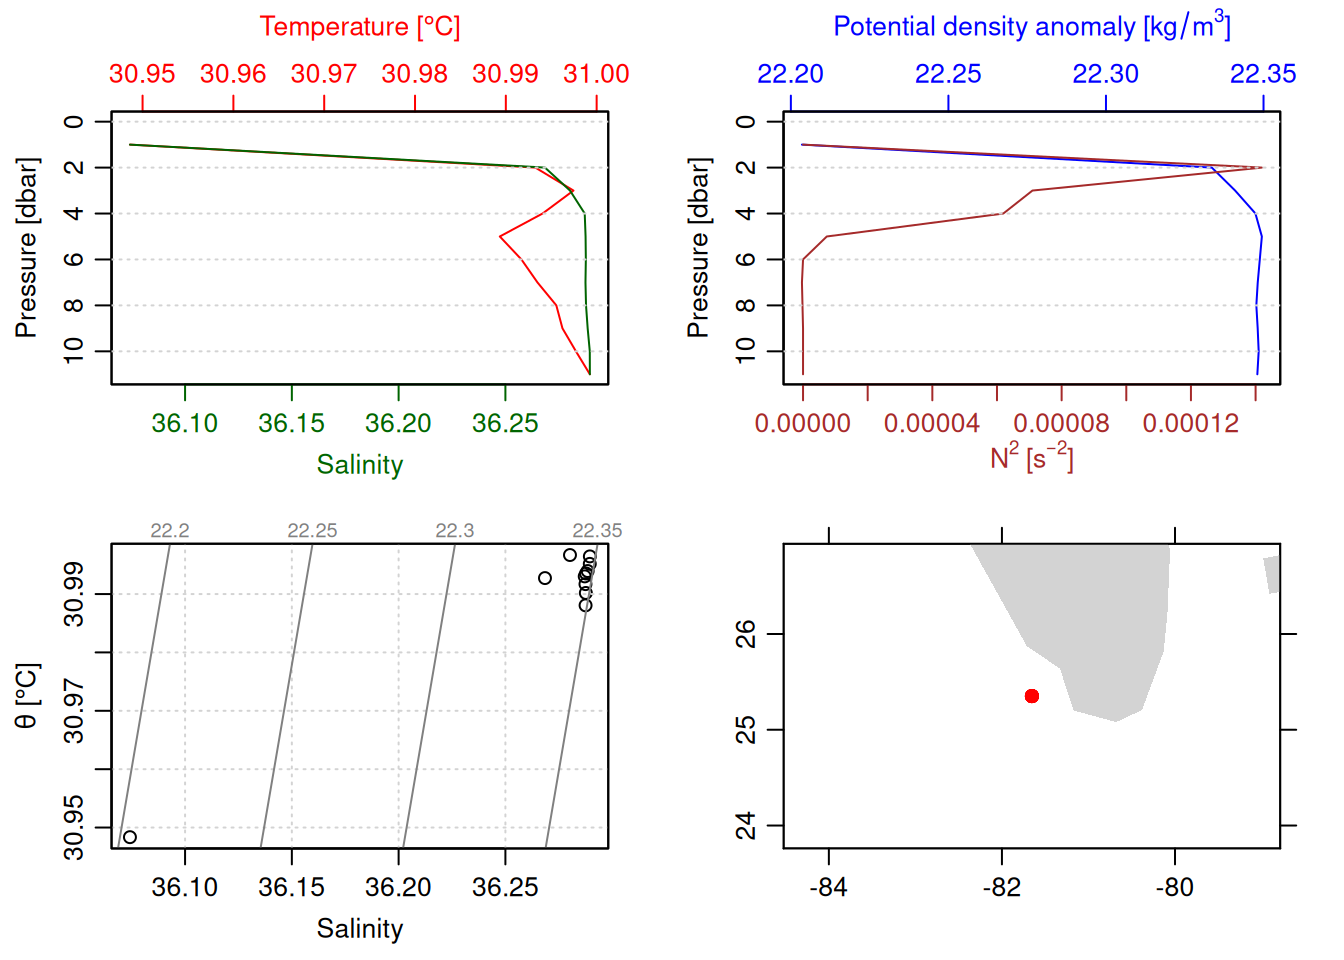 Temperature [°C]
30.95 30.96 30.97 30.98 30.99 31.00
Pressure [dbar]
0 2 4 6 8 10
36.10 36.15 36.20 36.25
Salinity
Potential density anomaly [kg/m³]
22.20 22.25 22.30 22.35
Pressure [dbar]
0 2 4 6 8 10
0.00000 0.00004 0.00008 0.00012
N² [s⁻²]
22.2 22.25 22.3 22.35
θ [°C]
30.99 30.97 30.95
36.10 36.15 36.20 36.25
Salinity
26 25 24
-84 -82 -80